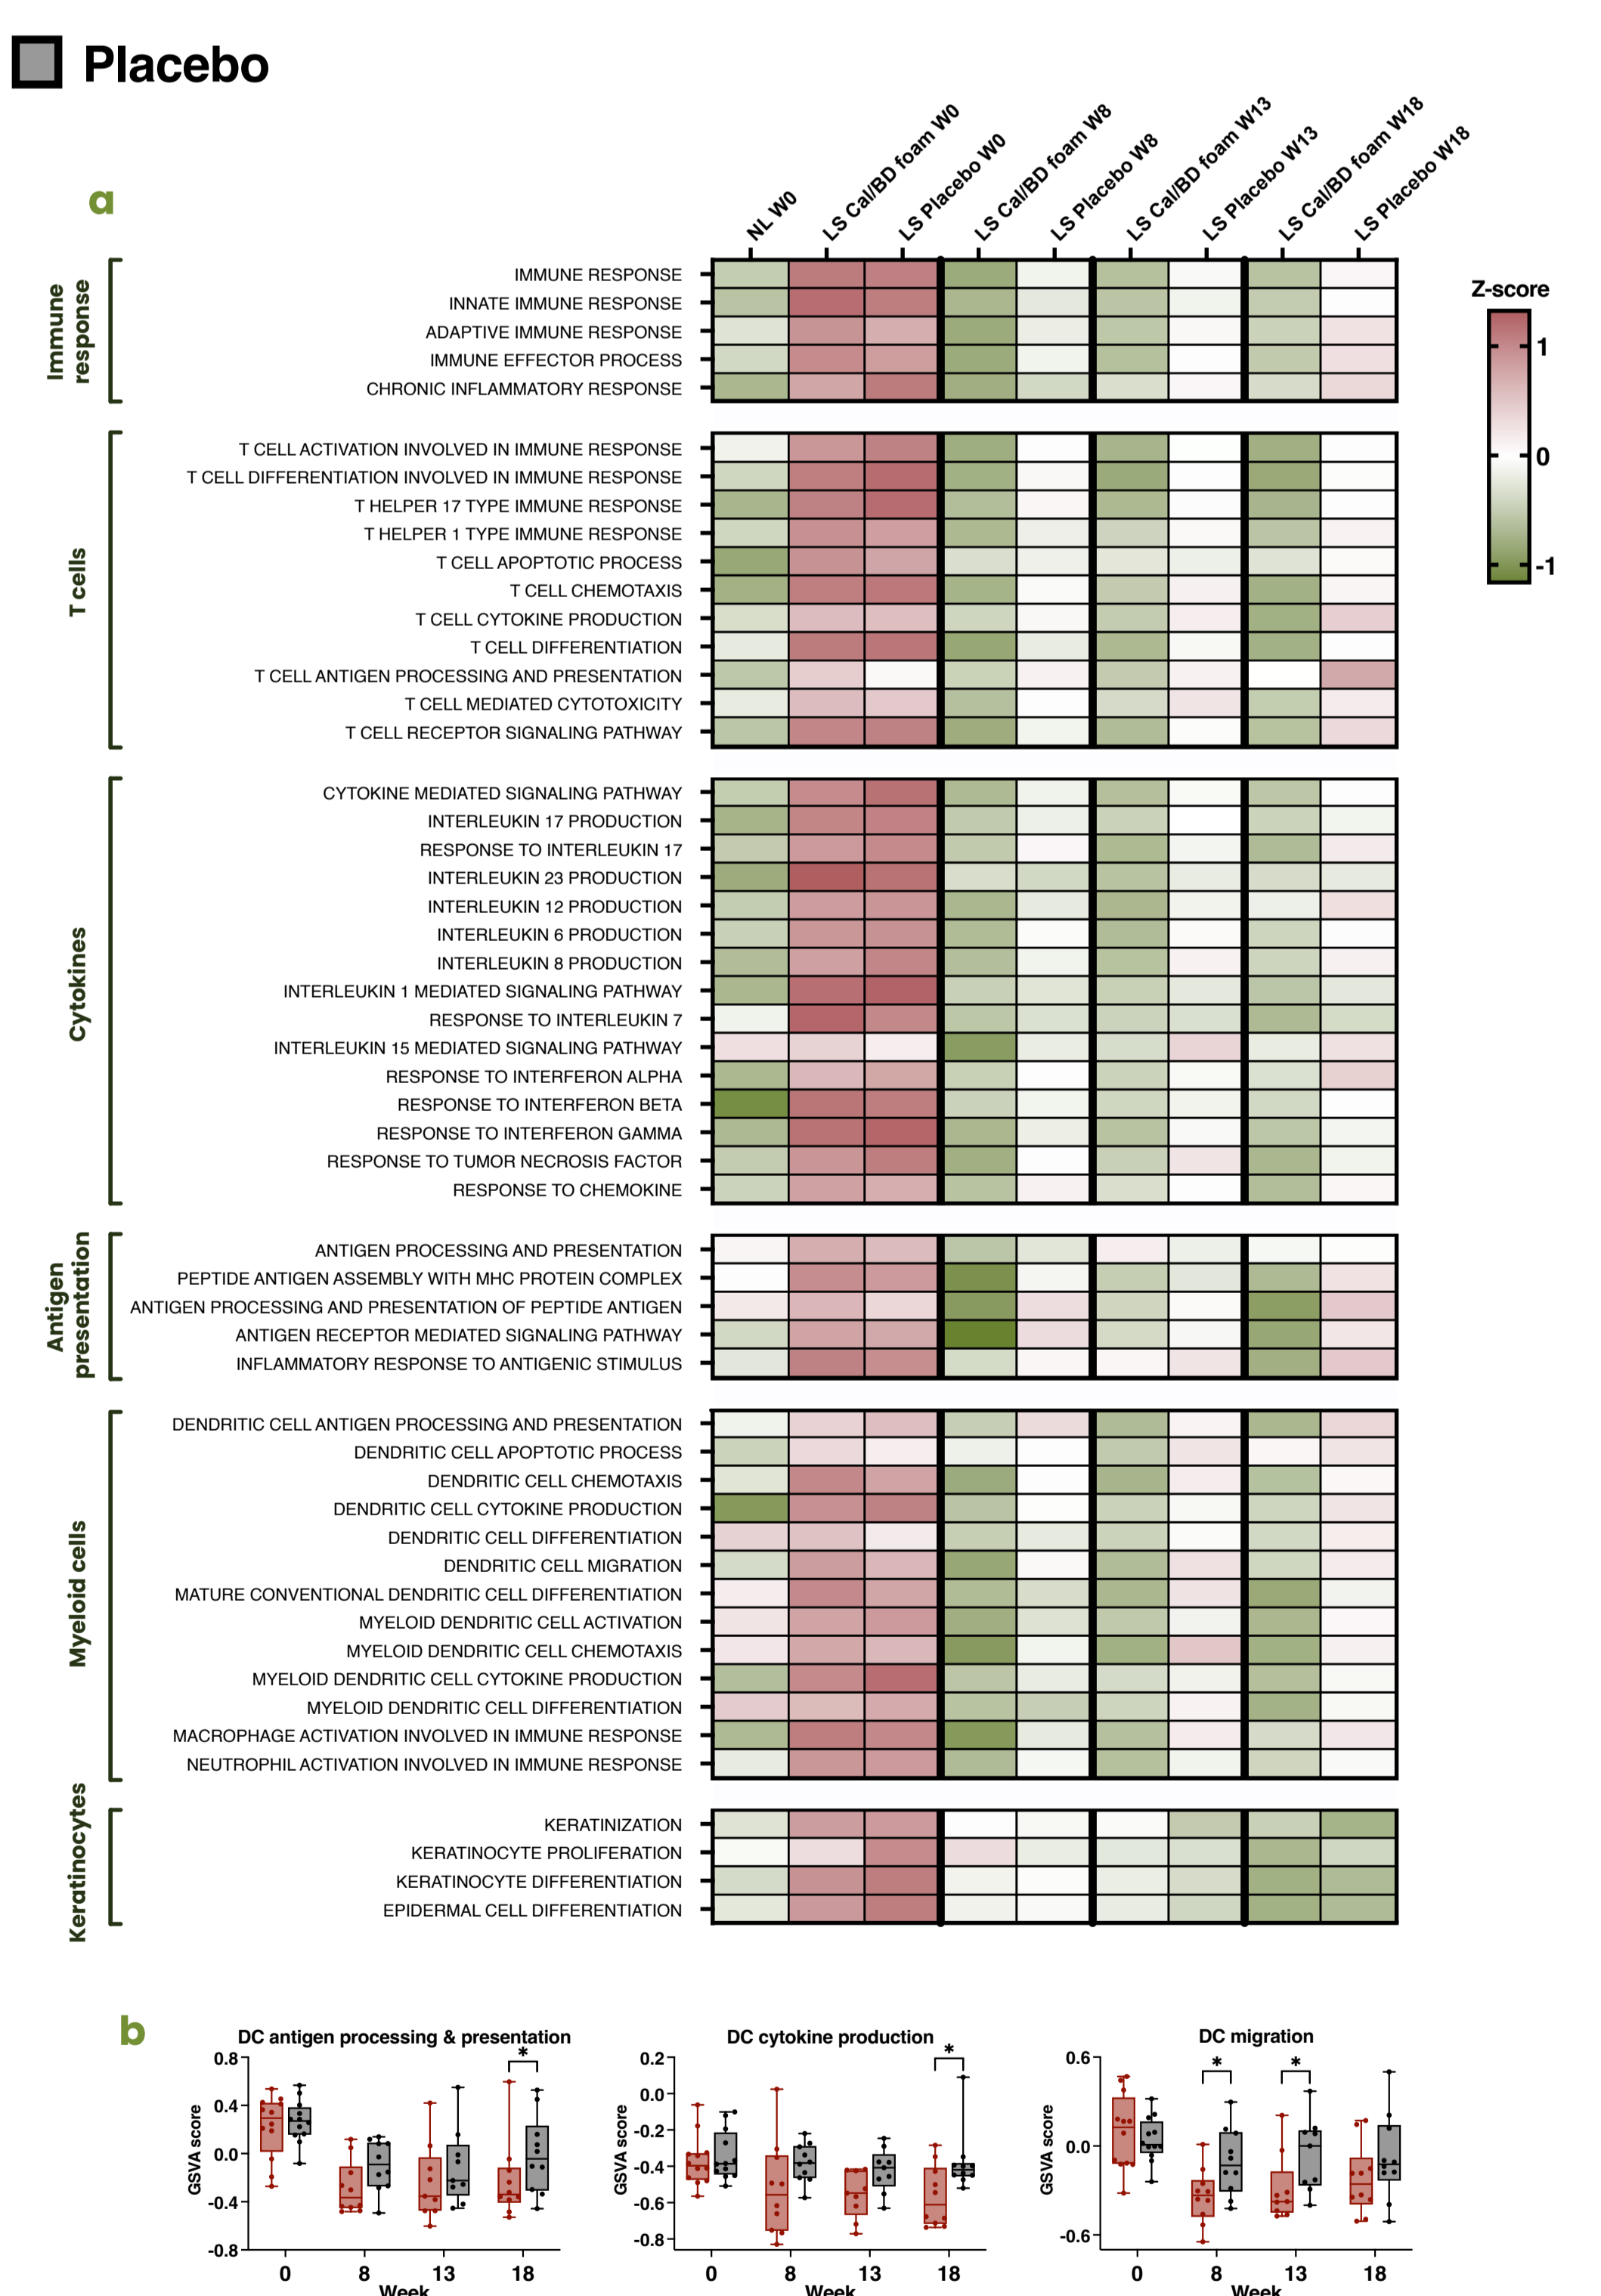 Placebo
a
NL W0
LS Cal/BD foam W0
LS Placebo W0
LS Cal/BD foam W8
LS Placebo W8
LS Cal/BD foam W13
LS Placebo W13
LS Cal/BD foam W18
LS Placebo W18
Z-score
1
0
-1
Immune
response
IMMUNE RESPONSE
INNATE IMMUNE RESPONSE
ADAPTIVE IMMUNE RESPONSE
IMMUNE EFFECTOR PROCESS
CHRONIC INFLAMMATORY RESPONSE
T cells
T CELL ACTIVATION INVOLVED IN IMMUNE RESPONSE
T CELL DIFFERENTIATION INVOLVED IN IMMUNE RESPONSE
T HELPER 17 TYPE IMMUNE RESPONSE
T HELPER 1 TYPE IMMUNE RESPONSE
T CELL APOPTOTIC PROCESS
T CELL CHEMOTAXIS
T CELL CYTOKINE PRODUCTION
T CELL DIFFERENTIATION
T CELL ANTIGEN PROCESSING AND PRESENTATION
T CELL MEDIATED CYTOTOXICITY
T CELL RECEPTOR SIGNALING PATHWAY
Cytokines
CYTOKINE MEDIATED SIGNALING PATHWAY
INTERLEUKIN 17 PRODUCTION
RESPONSE TO INTERLEUKIN 17
INTERLEUKIN 23 PRODUCTION
INTERLEUKIN 12 PRODUCTION
INTERLEUKIN 6 PRODUCTION
INTERLEUKIN 8 PRODUCTION
INTERLEUKIN 1 MEDIATED SIGNALING PATHWAY
RESPONSE TO INTERLEUKIN 7
INTERLEUKIN 15 MEDIATED SIGNALING PATHWAY
RESPONSE TO INTERFERON ALPHA
RESPONSE TO INTERFERON BETA
RESPONSE TO INTERFERON GAMMA
RESPONSE TO TUMOR NECROSIS FACTOR
RESPONSE TO CHEMOKINE
Antigen
presentation
ANTIGEN PROCESSING AND PRESENTATION
PEPTIDE ANTIGEN ASSEMBLY WITH MHC PROTEIN COMPLEX
ANTIGEN PROCESSING AND PRESENTATION OF PEPTIDE ANTIGEN
ANTIGEN RECEPTOR MEDIATED SIGNALING PATHWAY
INFLAMMATORY RESPONSE TO ANTIGENIC STIMULUS
Myeloid cells
DENDRITIC CELL ANTIGEN PROCESSING AND PRESENTATION
DENDRITIC CELL APOPTOTIC PROCESS
DENDRITIC CELL CHEMOTAXIS
DENDRITIC CELL CYTOKINE PRODUCTION
DENDRITIC CELL DIFFERENTIATION
DENDRITIC CELL MIGRATION
MATURE CONVENTIONAL DENDRITIC CELL DIFFERENTIATION
MYELOID DENDRITIC CELL ACTIVATION
MYELOID DENDRITIC CELL CHEMOTAXIS
MYELOID DENDRITIC CELL CYTOKINE PRODUCTION
MYELOID DENDRITIC CELL DIFFERENTIATION
MACROPHAGE ACTIVATION INVOLVED IN IMMUNE RESPONSE
NEUTROPHIL ACTIVATION INVOLVED IN IMMUNE RESPONSE
Keratinocytes
KERATINIZATION
KERATINOCYTE PROLIFERATION
KERATINOCYTE DIFFERENTIATION
EPIDERMAL CELL DIFFERENTIATION
b
DC antigen processing & presentation
GSVA score
0.8
0.4
0.0
-0.4
-0.8
*
0 8 13 18
Week
DC cytokine production
GSVA score
0.2
0.0
-0.2
-0.4
-0.6
-0.8
*
0 8 13 18
Week
DC migration
GSVA score
0.6
0.0
-0.6
* *
0 8 13 18
Week